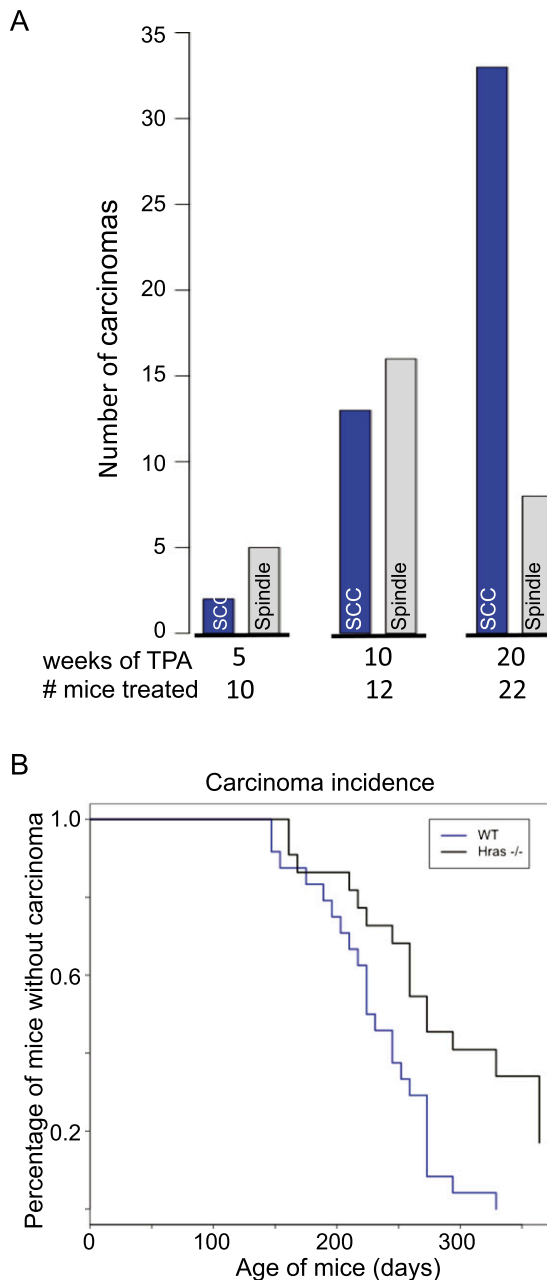 A
Number of carcinomas
35
30
25
20
15
10
5
0
SCC
Spindle
SCC
Spindle
SCC
Spindle
weeks of TPA 5 10 20
# mice treated 10 12 22
B
Carcinoma incidence
Percentage of mice without carcinoma
1.0
0.6
0.2
WT
Hras -/-
0 100 200 300
Age of mice (days)